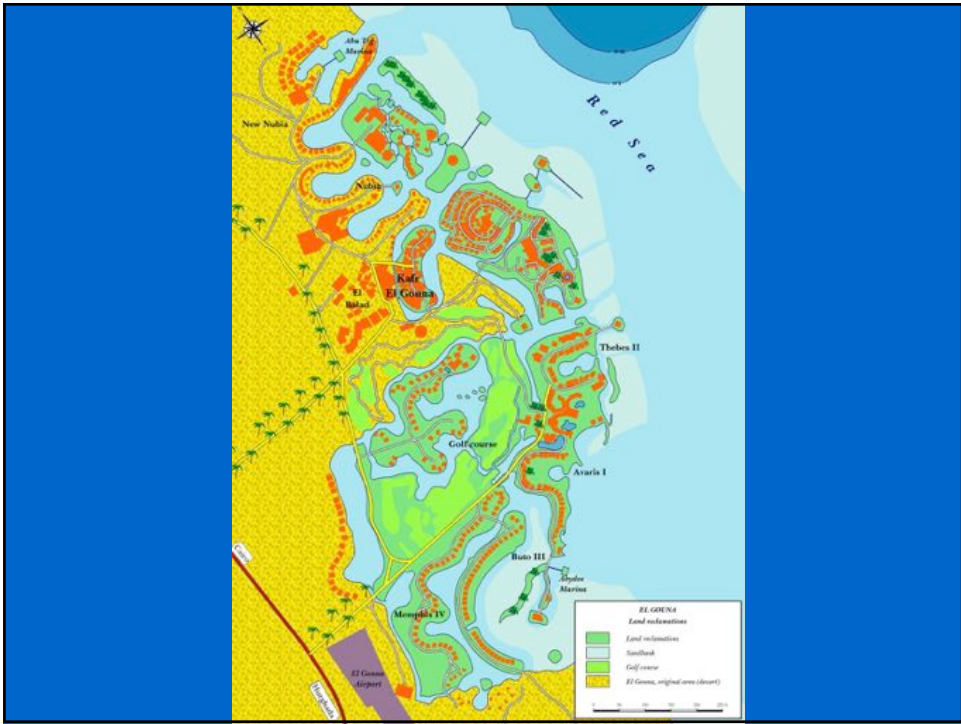 Abu Tig
Marina
Red Sea
New Nubia
Nubia
Kafr
El Gouna
El
Balad
Thebes II
Golf course
Avaris I
Buto III
Abydos
Marina
Memphis IV
Cairo
El Gouna
Airport
Hurghada
EL GOUNA
Land reclamations
Land reclamations
Sandbank
Golf course
El Gouna, original area (desert)
0